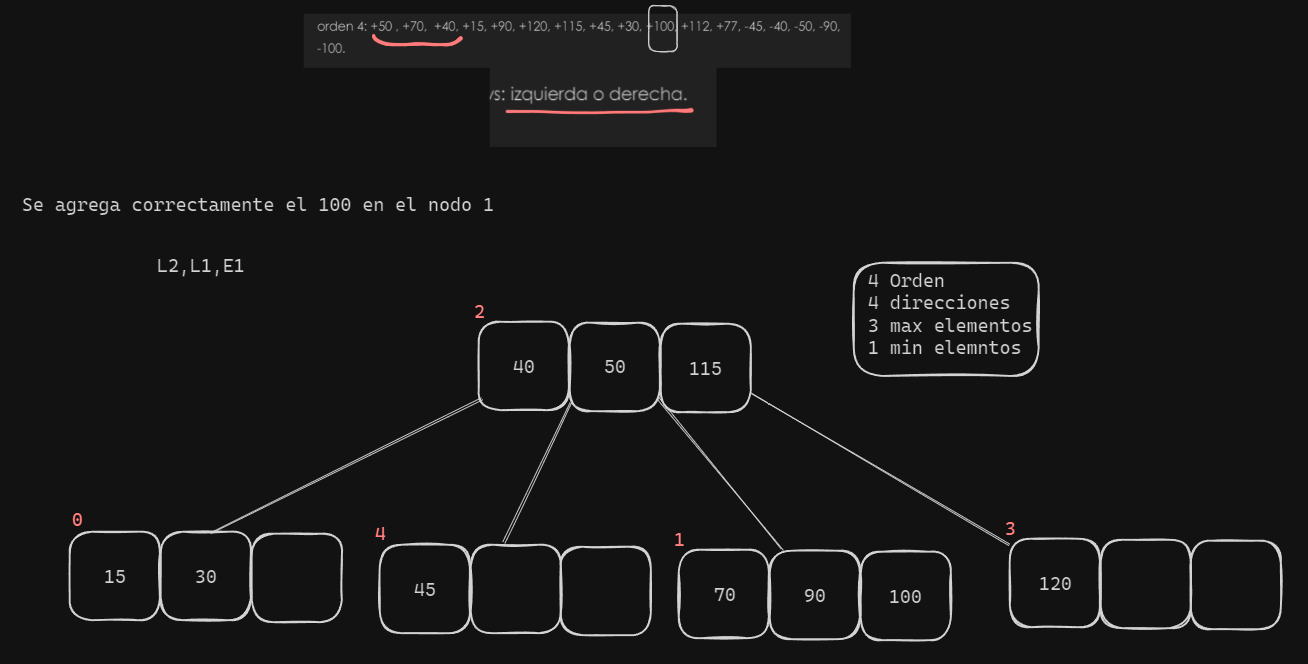 orden 4: +50 , +70, +40, +15, +90, +120, +115, +45, +30, +100, +112, +77, -45, -40, -50, -90,
-100.
vs: izquierda o derecha.
Se agrega correctamente el 100 en el nodo 1
L2,L1,E1
4 Orden
4 direcciones
3 max elementos
1 min elemntos
2
40 50 115
0
15 30
4
45
1
70 90 100
3
120